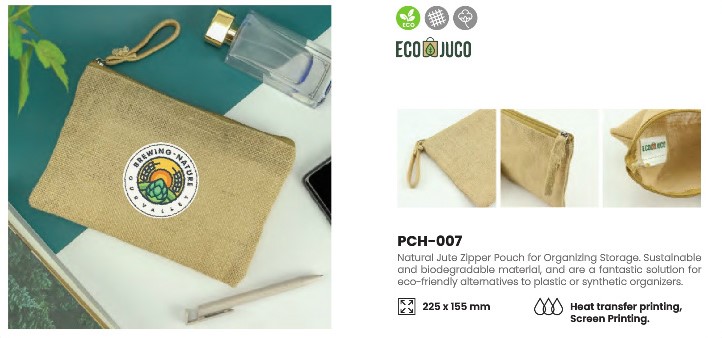 BREWING-NATURE
ECO
ECO JUCO
ECO JUCO
PCH-007
Natural Jute Zipper Pouch for Organizing Storage. Sustainable
and biodegradable material, and are a fantastic solution for
eco-friendly alternatives to plastic or synthetic organizers.
225 x 155 mm
Heat transfer printing,
Screen Printing.